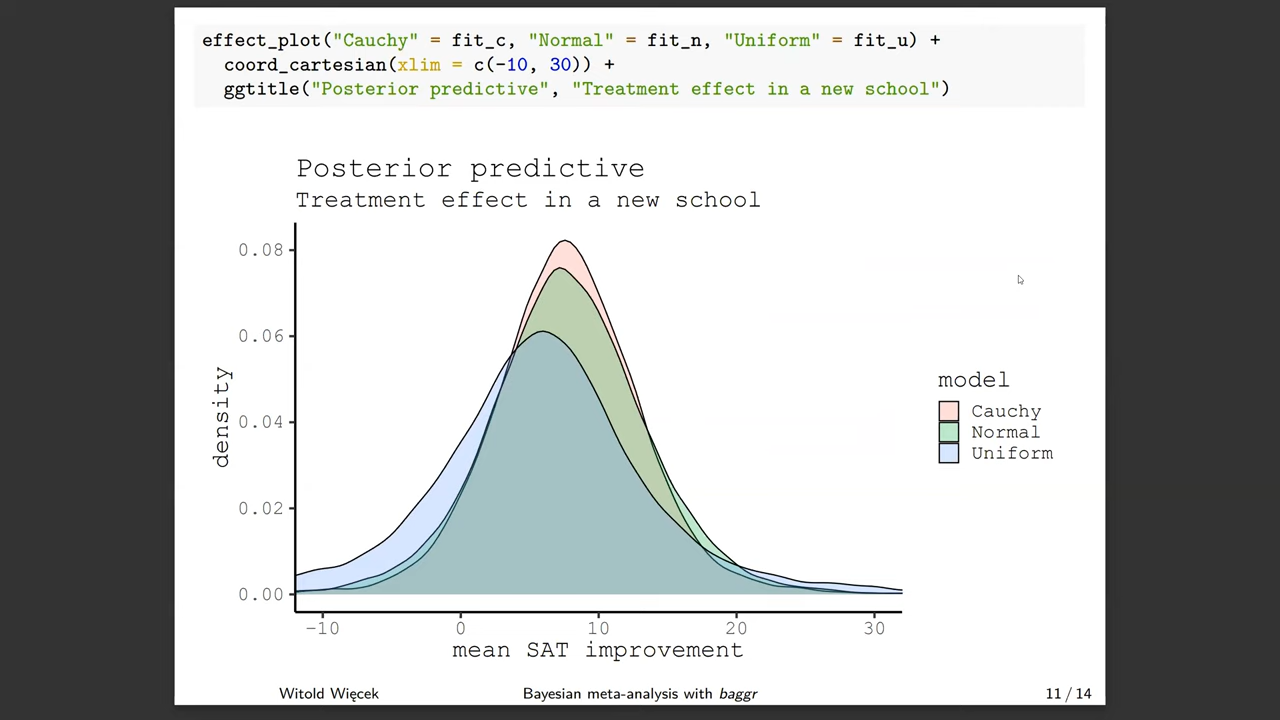 effect_plot("Cauchy" = fit_c, "Normal" = fit_n, "Uniform" = fit_u) +
coord_cartesian(xlim = c(-10, 30)) +
ggtitle("Posterior predictive", "Treatment effect in a new school")
Posterior predictive
Treatment effect in a new school
0.08
0.06
0.04
0.02
0.00
density
-10 0 10 20 30
mean SAT improvement
model
Cauchy
Normal
Uniform
Witold Więcek Bayesian meta-analysis with baggr 11 / 14